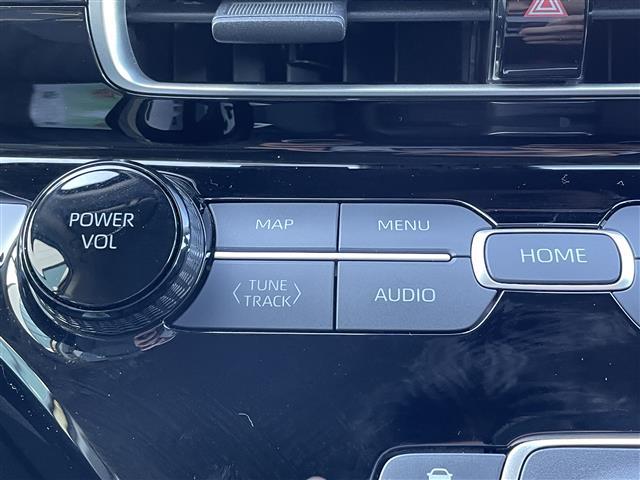 POWER
VOL
MAP
MENU
HOME
TUNE
TRACK
AUDIO